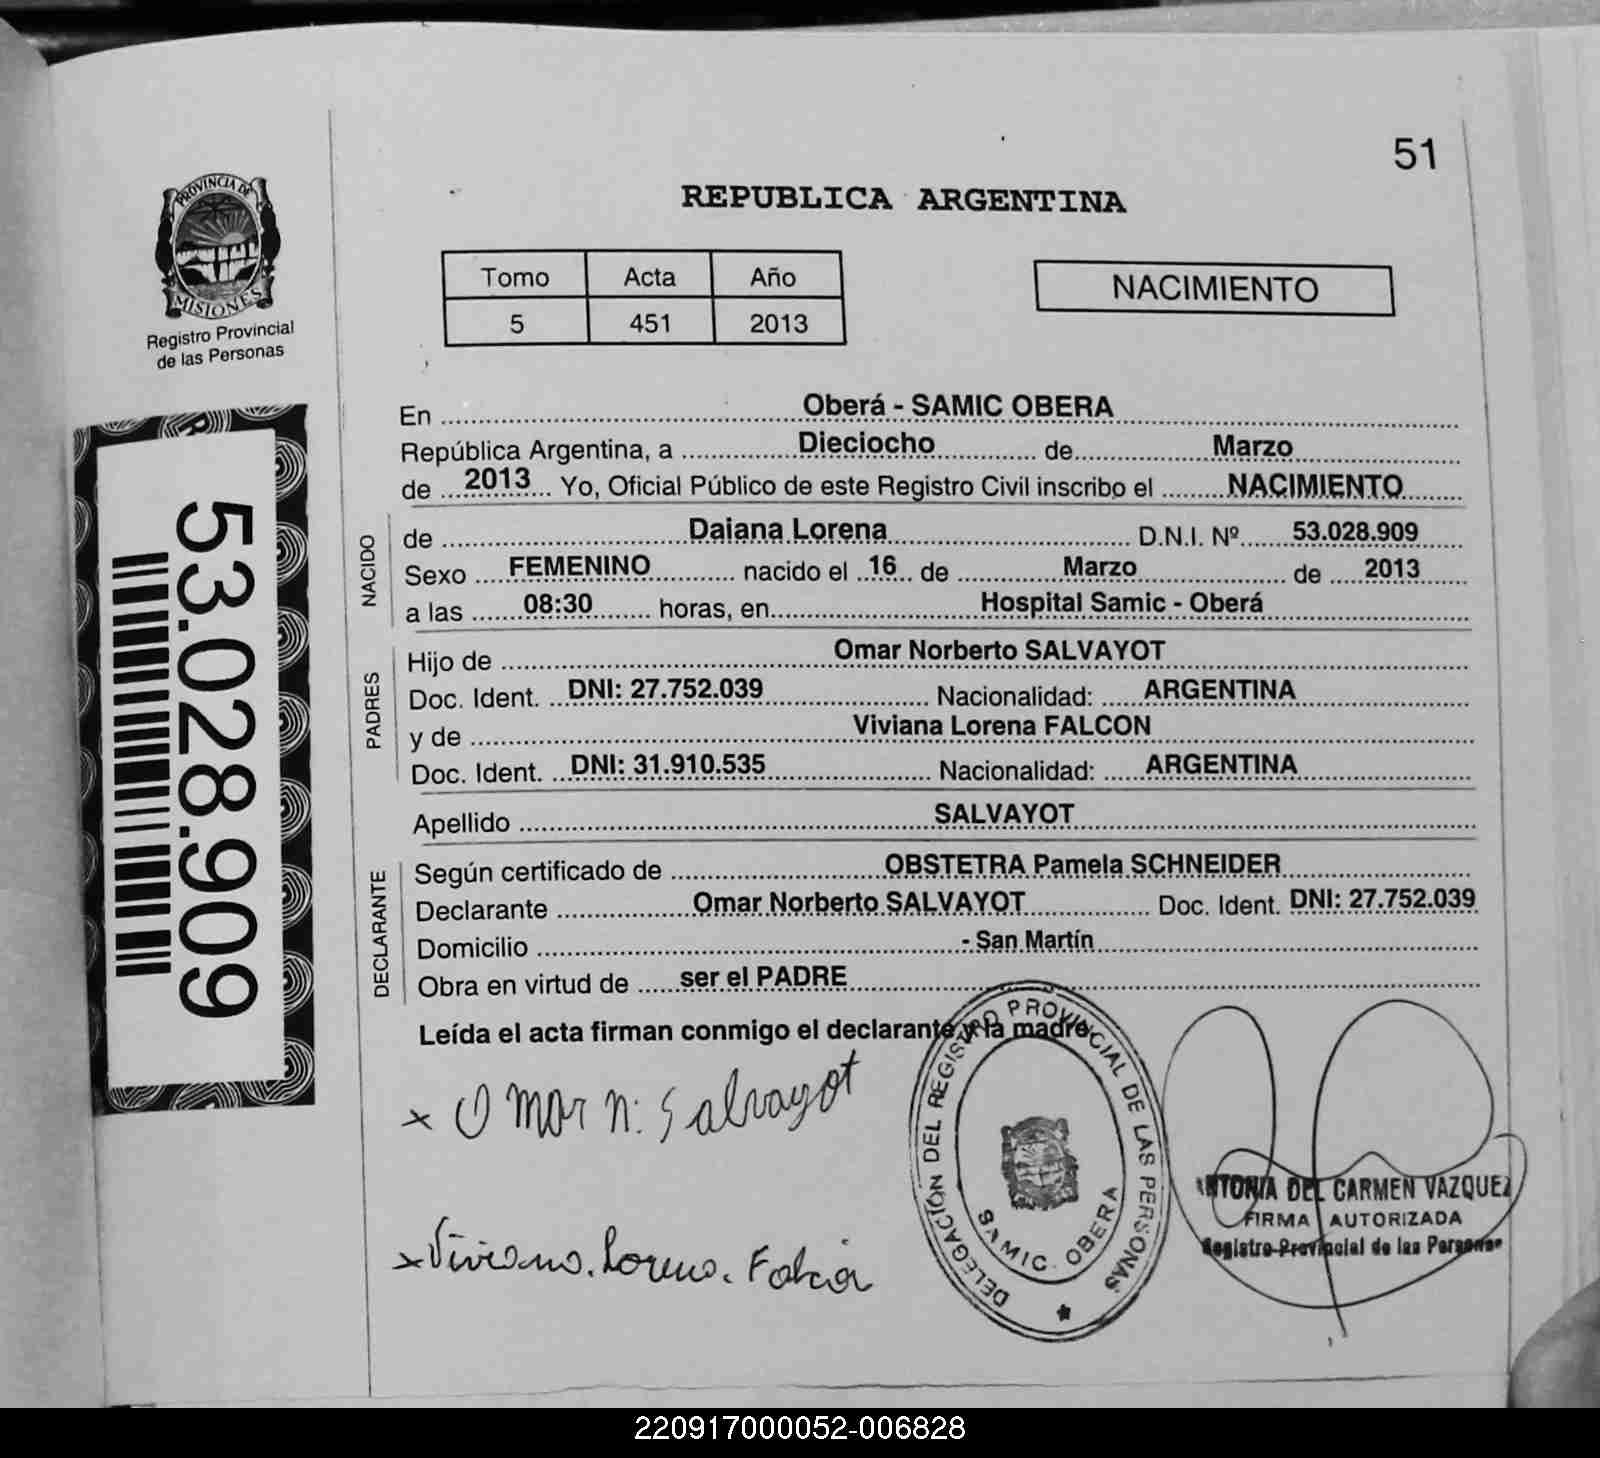 51
PROVINCIA DE
MISIONES
Registro Provincial
de las Personas
REPUBLICA ARGENTINA
Tomo Acta Año
5 451 2013
NACIMIENTO
53.028.909
En Oberá - SAMIC OBERA
República Argentina, a Dieciocho de Marzo
de 2013 Yo, Oficial Público de este Registro Civil inscribo el NACIMIENTO
NACIDO
de Daiana Lorena D.N.I. Nº 53.028.909
Sexo FEMENINO nacido el 16 de Marzo de 2013
a las 08:30 horas, en Hospital Samic - Oberá
PADRES
Hijo de Omar Norberto SALVAYOT
Doc. Ident. DNI: 27.752.039 Nacionalidad: ARGENTINA
y de Viviana Lorena FALCON
Doc. Ident. DNI: 31.910.535 Nacionalidad: ARGENTINA
Apellido SALVAYOT
DECLARANTE
Según certificado de OBSTETRA Pamela SCHNEIDER
Declarante Omar Norberto SALVAYOT Doc. Ident. DNI: 27.752.039
Domicilio - San Martín
Obra en virtud de ser el PADRE
Leída el acta firman conmigo el declarante y la madre
x Omar N. Salvayot
x Viviana Lorena Falcon
DELEGACIÓN DEL REGISTRO PROVINCIAL DE LAS PERSONAS
SAMIC. OBERA
ANTONIA DEL CARMEN VAZQUEZ
FIRMA AUTORIZADA
Registro Provincial de las Personas
220917000052-006828